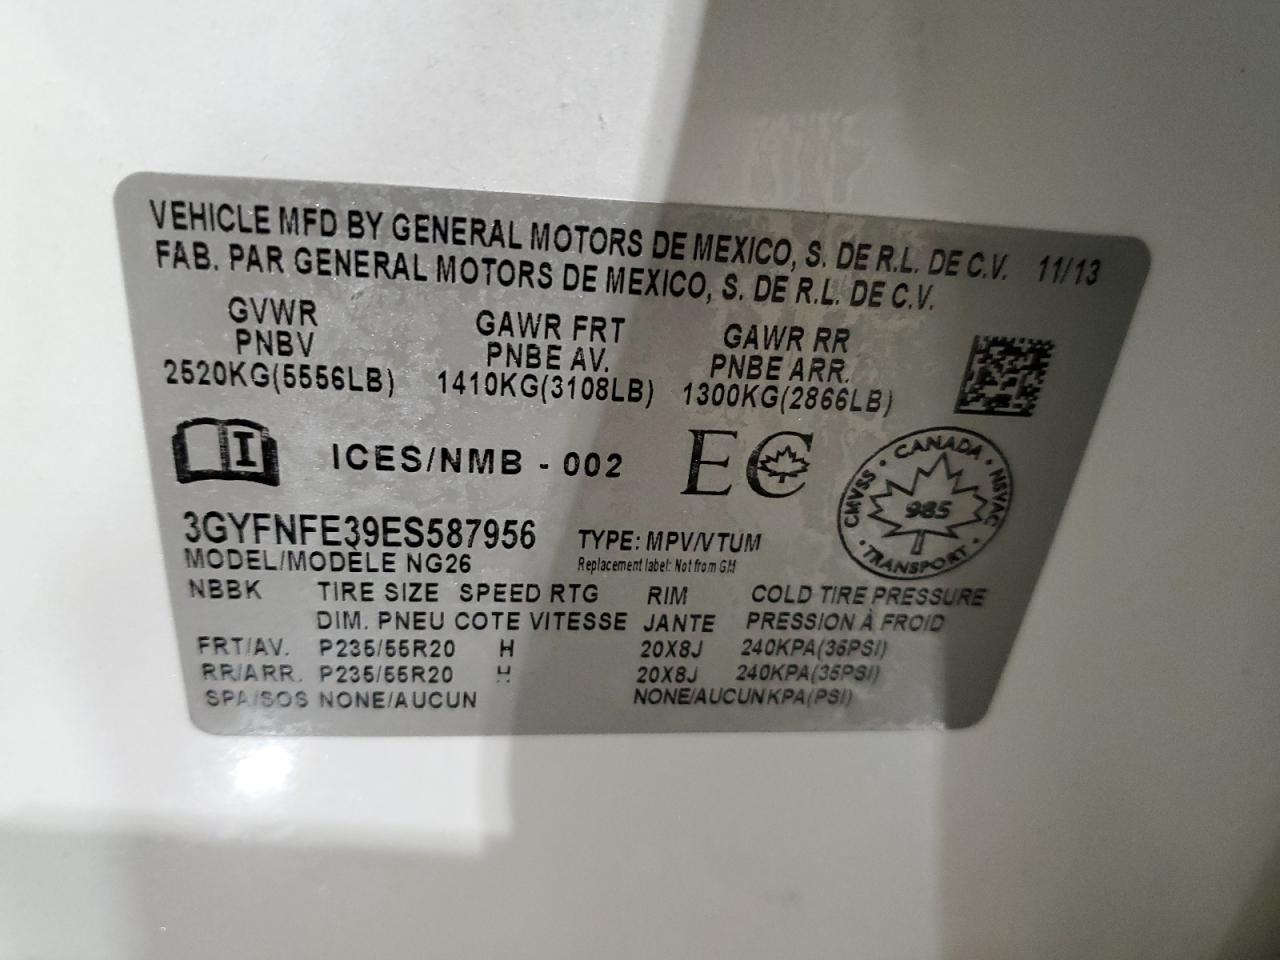 VEHICLE MFD BY GENERAL MOTORS DE MEXICO, S. DE R.L. DE C.V. 11/13
FAB. PAR GENERAL MOTORS DE MEXICO, S. DE R.L. DE C.V.
GVWR GAWR FRT GAWR RR
PNBV PNBE AV. PNBE ARR.
2520KG(5556LB) 1410KG(3108LB) 1300KG(2866LB)
I ICES/NMB - 002 EC
CANADA · NSVAC · TRANSPORT · CMVSS ·
985
3GYFNFE39ES587956 TYPE: MPV/VTUM
MODEL/MODÈLE NG26 Replacement label: Not from GM
NBBK TIRE SIZE SPEED RTG RIM COLD TIRE PRESSURE
DIM. PNEU COTE VITESSE JANTE PRESSION À FROID
FRT/AV. P235/55R20 H 20X8J 240KPA(35PSI)
RR/ARR. P235/55R20 H 20X8J 240KPA(35PSI)
SPA/SOS NONE/AUCUN NONE/AUCUN KPA(PSI)